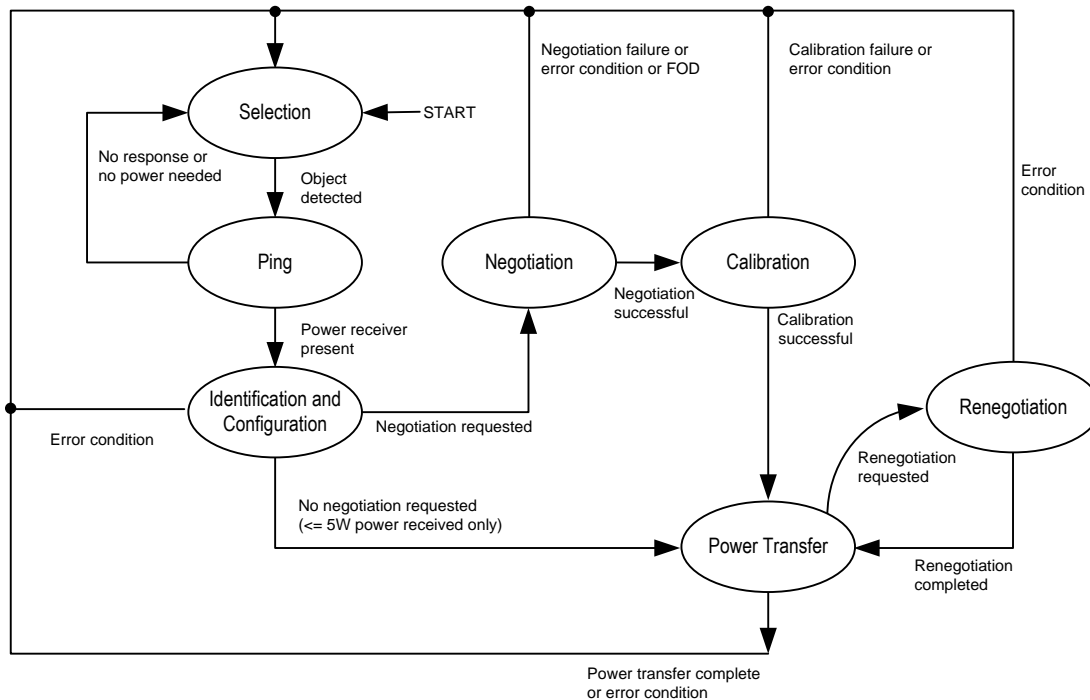 Negotiation failure or
error condition or FOD
Calibration failure or
error condition
Selection
START
No response or
no power needed
Object
detected
Error
condition
Ping
Negotiation
Calibration
Negotiation
successful
Calibration
successful
Power receiver
present
Identification and
Configuration
Renegotiation
Error condition
Negotiation requested
Renegotiation
requested
No negotiation requested
(<= 5W power received only)
Power Transfer
Renegotiation
completed
Power transfer complete
or error condition